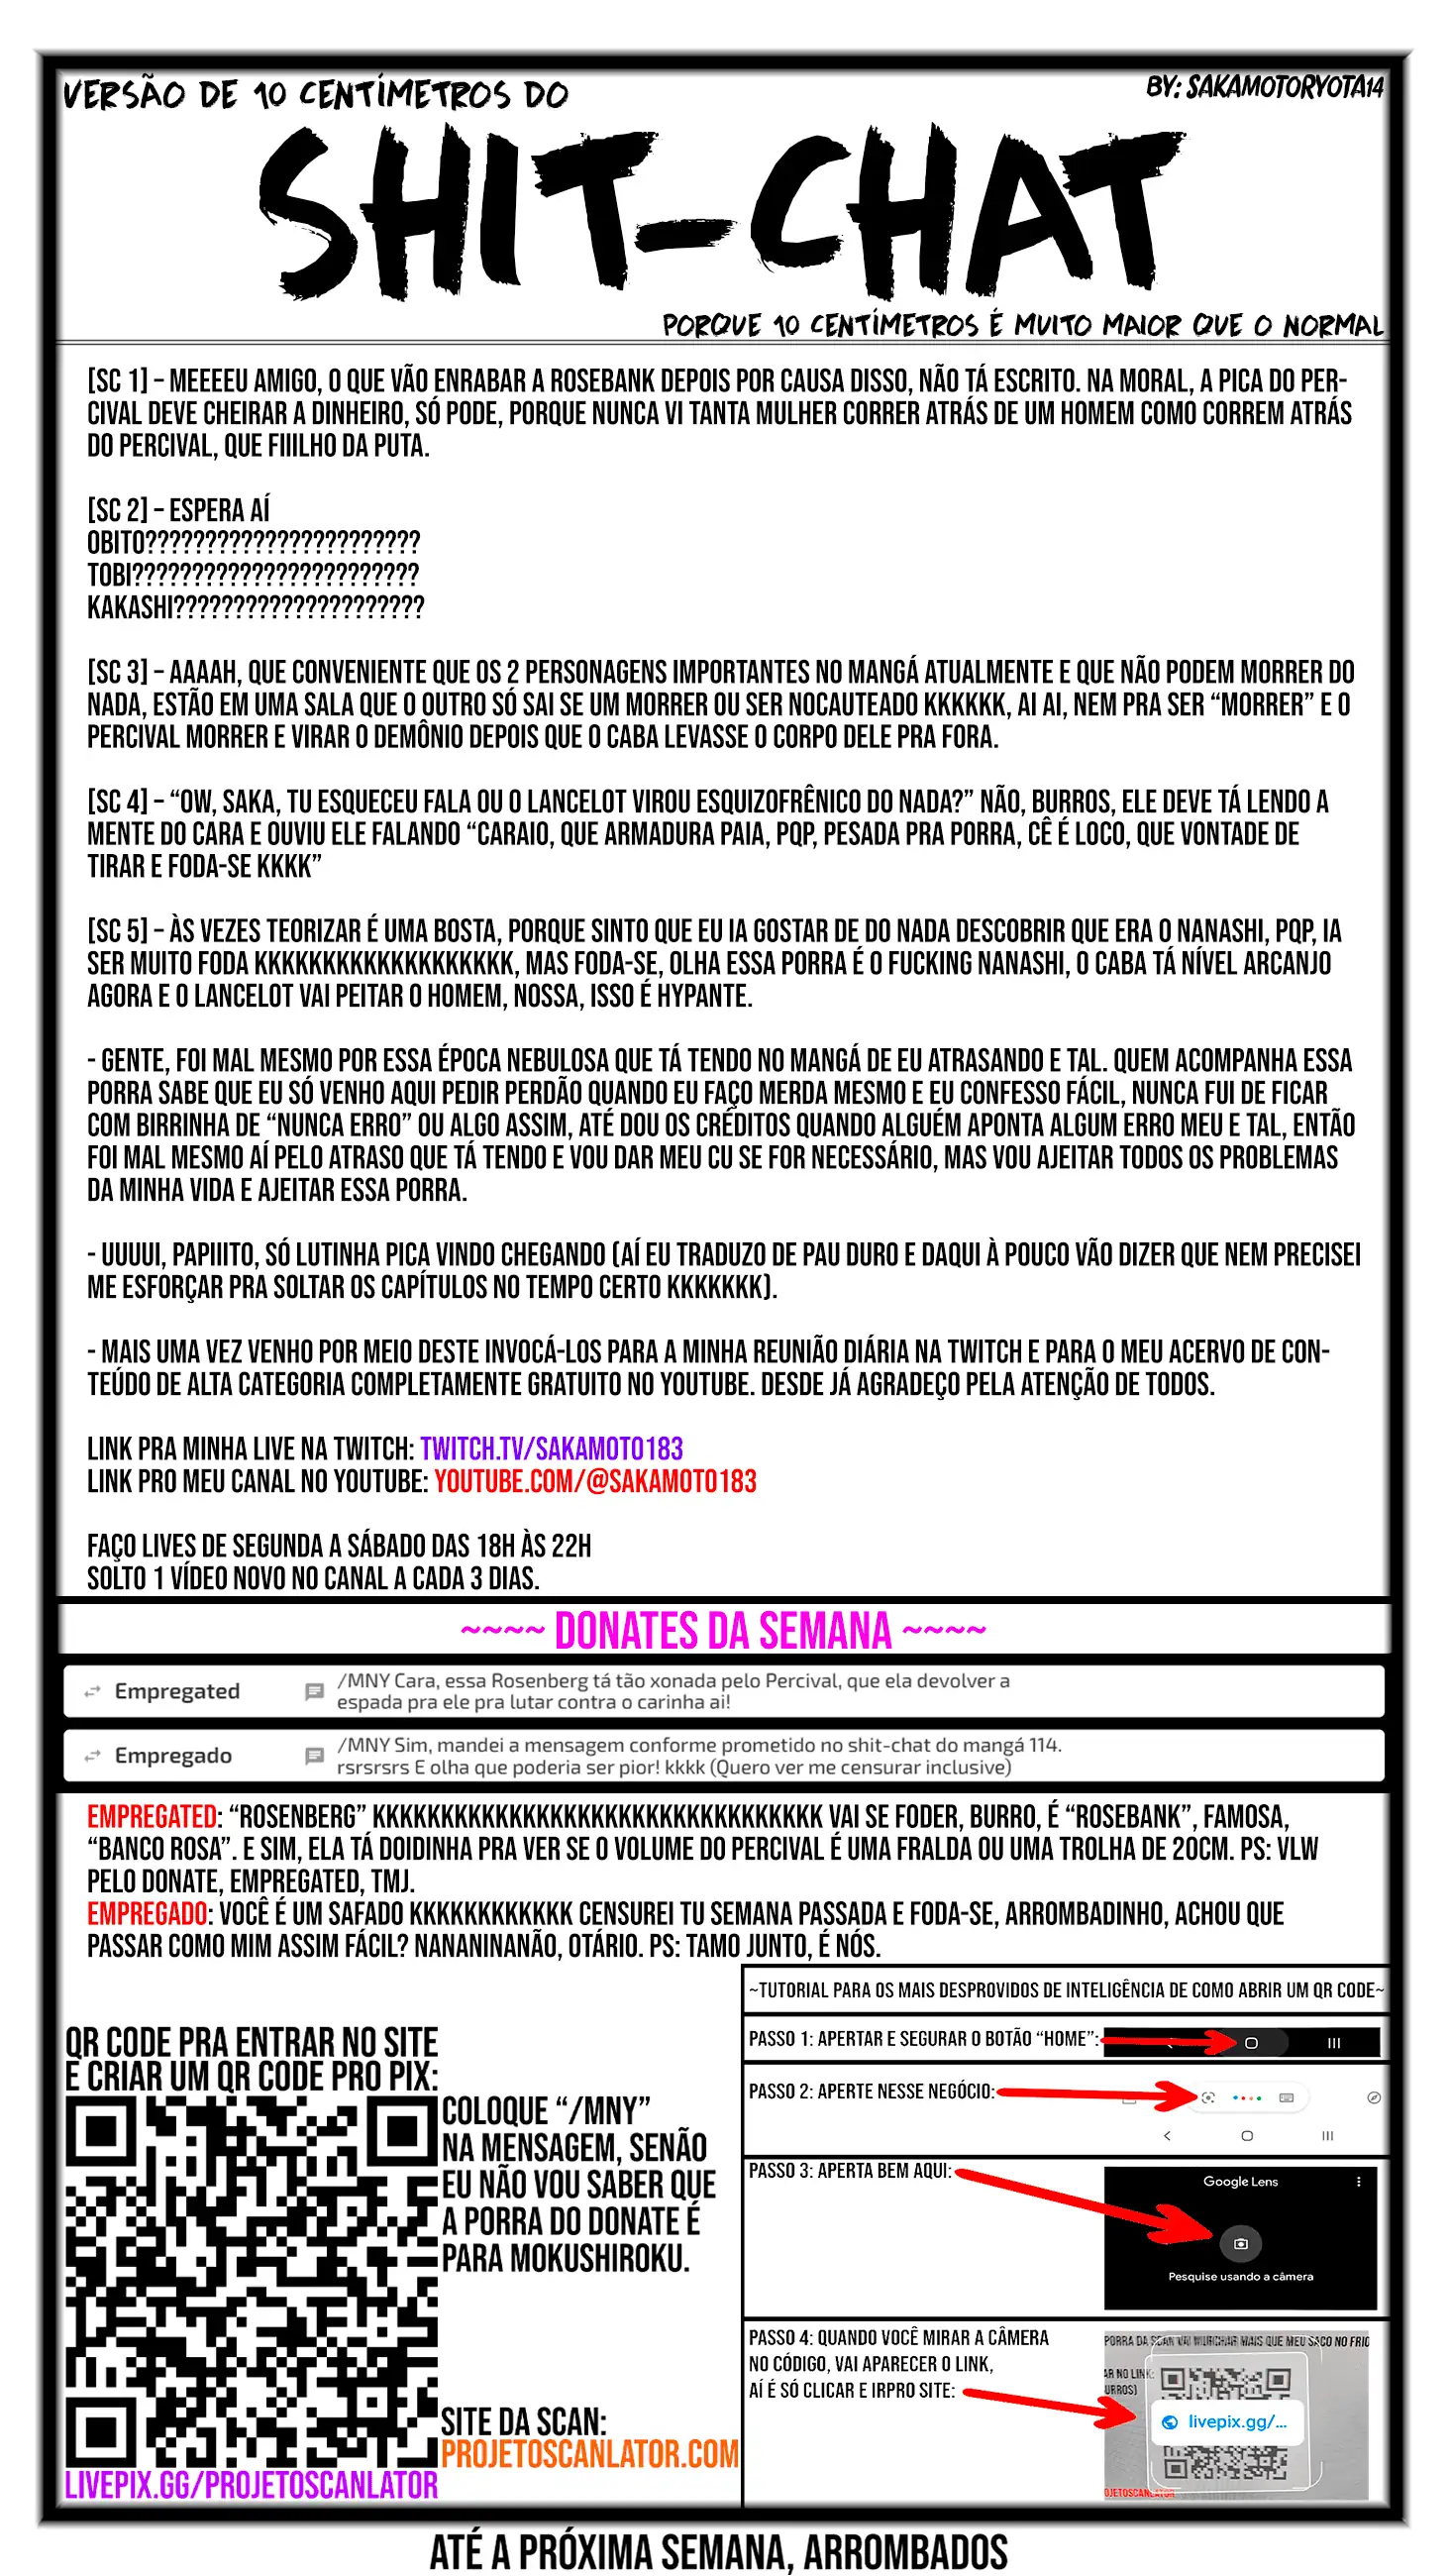 VERSÃO DE 10 CENTÍMETROS DO
BY: SAKAMOTORYOTA14
SHIT-CHAT
PORQUE 10 CENTÍMETROS É MUITO MAIOR QUE O NORMAL
[SC 1] – MEEEEU AMIGO, O QUE VÃO ENRABAR A ROSEBANK DEPOIS POR CAUSA DISSO, NÃO TÁ ESCRITO. NA MORAL, A PICA DO PER-
CIVAL DEVE CHEIRAR A DINHEIRO, SÓ PODE, PORQUE NUNCA VI TANTA MULHER CORRER ATRÁS DE UM HOMEM COMO CORREM ATRÁS
DO PERCIVAL, QUE FIIILHO DA PUTA.
[SC 2] – ESPERA AÍ
OBITO???????????????????????
TOBI????????????????????????
KAKASHI?????????????????????
[SC 3] – AAAAH, QUE CONVENIENTE QUE OS 2 PERSONAGENS IMPORTANTES NO MANGÁ ATUALMENTE E QUE NÃO PODEM MORRER DO
NADA, ESTÃO EM UMA SALA QUE O OUTRO SÓ SAI SE UM MORRER OU SER NOCAUTEADO KKKKKK, AI AI, NEM PRA SER “MORRER” E O
PERCIVAL MORRER E VIRAR O DEMÔNIO DEPOIS QUE O CABA LEVASSE O CORPO DELE PRA FORA.
[SC 4] – “OW, SAKA, TU ESQUECEU FALA OU O LANCELOT VIROU ESQUIZOFRÊNICO DO NADA?” NÃO, BURROS, ELE DEVE TÁ LENDO A
MENTE DO CARA E OUVIU ELE FALANDO “CARAIO, QUE ARMADURA PAIA, PQP, PESADA PRA PORRA, CÊ É LOCO, QUE VONTADE DE
TIRAR E FODA-SE KKKK”
[SC 5] – ÀS VEZES TEORIZAR É UMA BOSTA, PORQUE SINTO QUE EU IA GOSTAR DE DO NADA DESCOBRIR QUE ERA O NANASHI, PQP, IA
SER MUITO FODA KKKKKKKKKKKKKKKKKKK, MAS FODA-SE, OLHA ESSA PORRA É O FUCKING NANASHI, O CABA TÁ NÍVEL ARCANJO
AGORA E O LANCELOT VAI PEITAR O HOMEM, NOSSA, ISSO É HYPANTE.
- GENTE, FOI MAL MESMO POR ESSA ÉPOCA NEBULOSA QUE TÁ TENDO NO MANGÁ DE EU ATRASANDO E TAL. QUEM ACOMPANHA ESSA
PORRA SABE QUE EU SÓ VENHO AQUI PEDIR PERDÃO QUANDO EU FAÇO MERDA MESMO E EU CONFESSO FÁCIL, NUNCA FUI DE FICAR
COM BIRRINHA DE “NUNCA ERRO” OU ALGO ASSIM, ATÉ DOU OS CRÉDITOS QUANDO ALGUÉM APONTA ALGUM ERRO MEU E TAL, ENTÃO
FOI MAL MESMO AÍ PELO ATRASO QUE TÁ TENDO E VOU DAR MEU CU SE FOR NECESSÁRIO, MAS VOU AJEITAR TODOS OS PROBLEMAS
DA MINHA VIDA E AJEITAR ESSA PORRA.
- UUUUI, PAPIIITO, SÓ LUTINHA PICA VINDO CHEGANDO (AÍ EU TRADUZO DE PAU DURO E DAQUI À POUCO VÃO DIZER QUE NEM PRECISEI
ME ESFORÇAR PRA SOLTAR OS CAPÍTULOS NO TEMPO CERTO KKKKKKK).
- MAIS UMA VEZ VENHO POR MEIO DESTE INVOCÁ-LOS PARA A MINHA REUNIÃO DIÁRIA NA TWITCH E PARA O MEU ACERVO DE CON-
TEÚDO DE ALTA CATEGORIA COMPLETAMENTE GRATUITO NO YOUTUBE. DESDE JÁ AGRADEÇO PELA ATENÇÃO DE TODOS.
LINK PRA MINHA LIVE NA TWITCH: TWITCH.TV/SAKAMOTO183
LINK PRO MEU CANAL NO YOUTUBE: YOUTUBE.COM/@SAKAMOTO183
FAÇO LIVES DE SEGUNDA A SÁBADO DAS 18H ÀS 22H
SOLTO 1 VÍDEO NOVO NO CANAL A CADA 3 DIAS.
~~~~ DONATES DA SEMANA ~~~~
Empregated
/MNY Cara, essa Rosenberg tá tão xonada pelo Percival, que ela devolver a
espada pra ele pra lutar contra o carinha ai!
Empregado
/MNY Sim, mandei a mensagem conforme prometido no shit-chat do mangá 114.
rsrsrsrs E olha que poderia ser pior! kkkk (Quero ver me censurar inclusive)
EMPREGATED: “ROSENBERG” KKKKKKKKKKKKKKKKKKKKKKKKKKKKKKKKK VAI SE FODER, BURRO, É “ROSEBANK”, FAMOSA,
“BANCO ROSA”. E SIM, ELA TÁ DOIDINHA PRA VER SE O VOLUME DO PERCIVAL É UMA FRALDA OU UMA TROLHA DE 20CM. PS: VLW
PELO DONATE, EMPREGATED, TMJ.
EMPREGADO: VOCÊ É UM SAFADO KKKKKKKKKKKK CENSUREI TU SEMANA PASSADA E FODA-SE, ARROMBADINHO, ACHOU QUE
PASSAR COMO MIM ASSIM FÁCIL? NANANINANÃO, OTÁRIO. PS: TAMO JUNTO, É NÓS.
QR CODE PRA ENTRAR NO SITE
E CRIAR UM QR CODE PRO PIX:
COLOQUE “/MNY”
NA MENSAGEM, SENÃO
EU NÃO VOU SABER QUE
A PORRA DO DONATE É
PARA MOKUSHIROKU.
SITE DA SCAN:
PROJETOSCANLATOR.COM
LIVEPIX.GG/PROJETOSCANLATOR
~TUTORIAL PARA OS MAIS DESPROVIDOS DE INTELIGÊNCIA DE COMO ABRIR UM QR CODE~
PASSO 1: APERTAR E SEGURAR O BOTÃO “HOME”:
PASSO 2: APERTE NESSE NEGÓCIO:
PASSO 3: APERTA BEM AQUI:
Google Lens
Pesquise usando a câmera
PASSO 4: QUANDO VOCÊ MIRAR A CÂMERA
NO CÓDIGO, VAI APARECER O LINK,
AÍ É SÓ CLICAR E IRPRO SITE:
PORRA DA SCAN VAI MURCHAR MAIS QUE MEU SACO NO FRIO
AR NO LINK:
URROS)
livepix.gg/...
OJETOSCANLATOR
ATÉ A PRÓXIMA SEMANA, ARROMBADOS